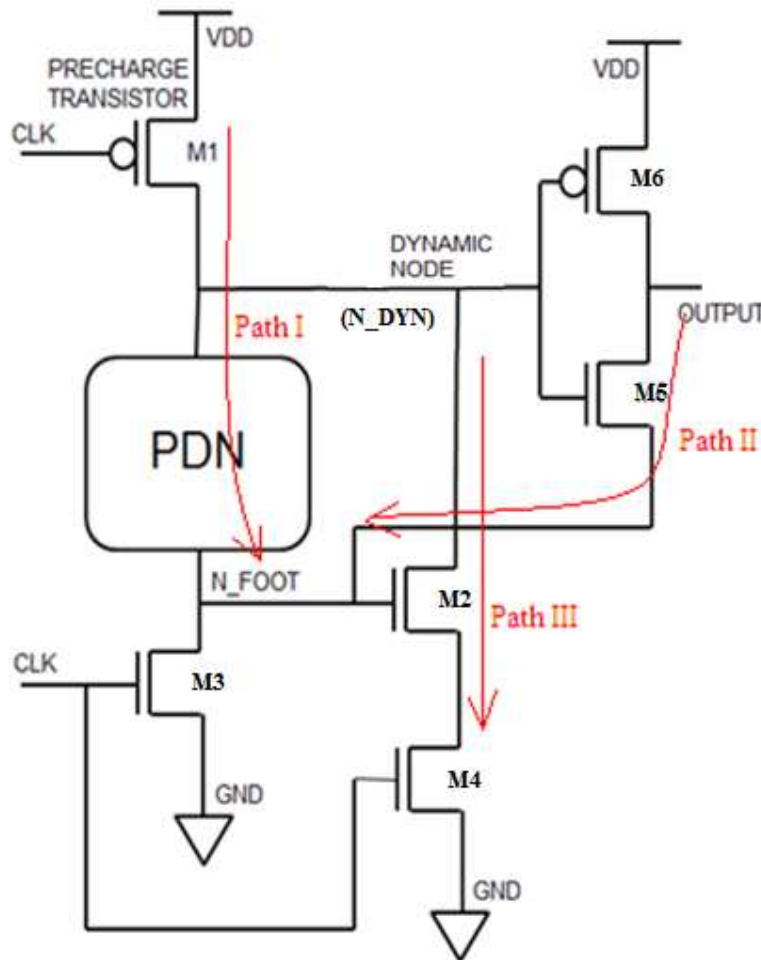 VDD
VDD
PRECHARGE
TRANSISTOR
CLK
M1
M6
DYNAMIC
NODE
(N_DYN)
OUTPUT
Path I
M5
PDN
Path II
N_FOOT
M2
Path III
CLK
M3
M4
GND
GND